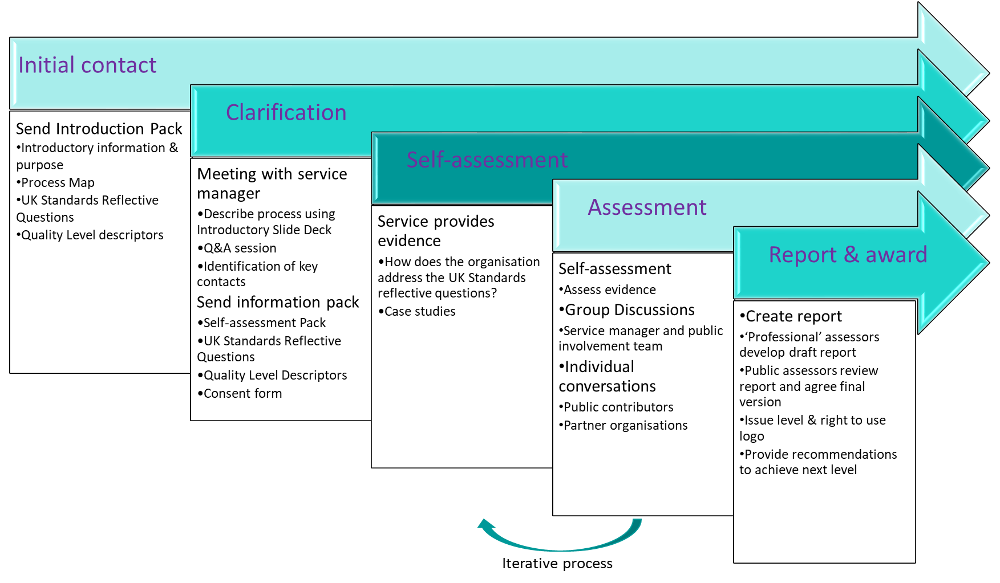 Initial contact
Send Introduction Pack
•Introductory information &
purpose
•Process Map
•UK Standards Reflective
Questions
•Quality Level descriptors
Clarification
Meeting with service
manager
•Describe process using
Introductory Slide Deck
•Q&A session
•Identification of key
contacts
Send information pack
•Self-assessment Pack
•UK Standards Reflective
Questions
•Quality Level Descriptors
•Consent form
Self-assessment
Service provides
evidence
•How does the organisation
address the UK Standards
reflective questions?
•Case studies
Assessment
Self-assessment
•Assess evidence
•Group Discussions
•Service manager and public
involvement team
•Individual
conversations
•Public contributors
•Partner organisations
Report & award
•Create report
•‘Professional’ assessors
develop draft report
•Public assessors review
report and agree final
version
•Issue level & right to use
logo
•Provide recommendations
to achieve next level
Iterative process